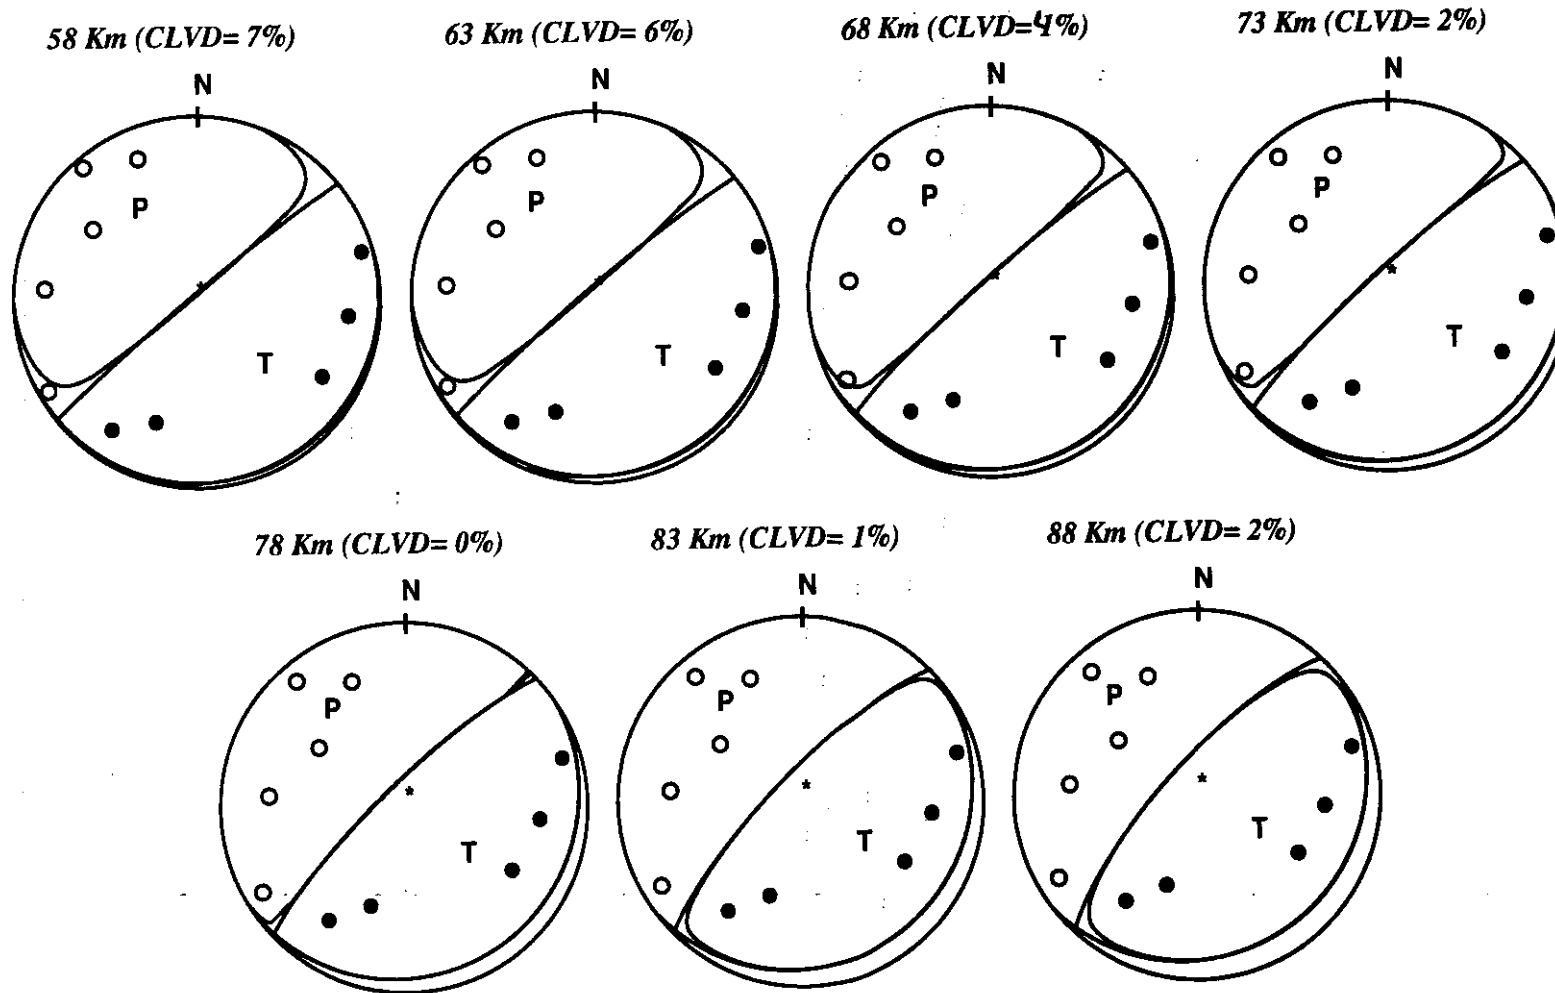 58 Km (CLVD= 7%)
63 Km (CLVD= 6%)
68 Km (CLVD=4%)
73 Km (CLVD= 2%)
N
N
N
N
P
P
P
P
T
T
T
T
78 Km (CLVD= 0%)
83 Km (CLVD= 1%)
88 Km (CLVD= 2%)
N
N
N
P
P
P
T
T
T